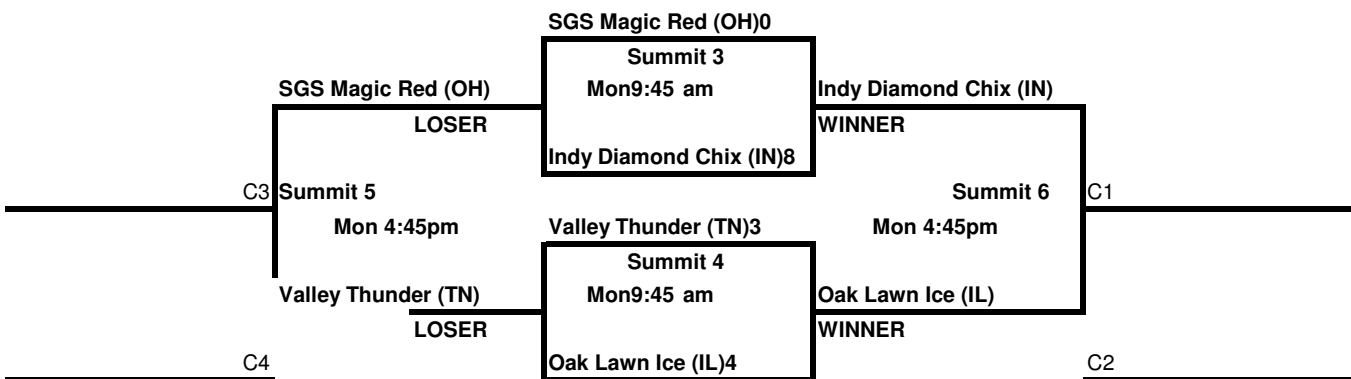 SGS Magic Red (OH)0
Summit 3
SGS Magic Red (OH) Mon9:45 am Indy Diamond Chix (IN)
LOSER WINNER
Indy Diamond Chix (IN)8
C3 Summit 5 Summit 6 C1
Mon 4:45pm Valley Thunder (TN)3 Mon 4:45pm
Summit 4
Valley Thunder (TN) Mon9:45 am Oak Lawn Ice (IL)
LOSER WINNER
C4 Oak Lawn Ice (IL)4 C2